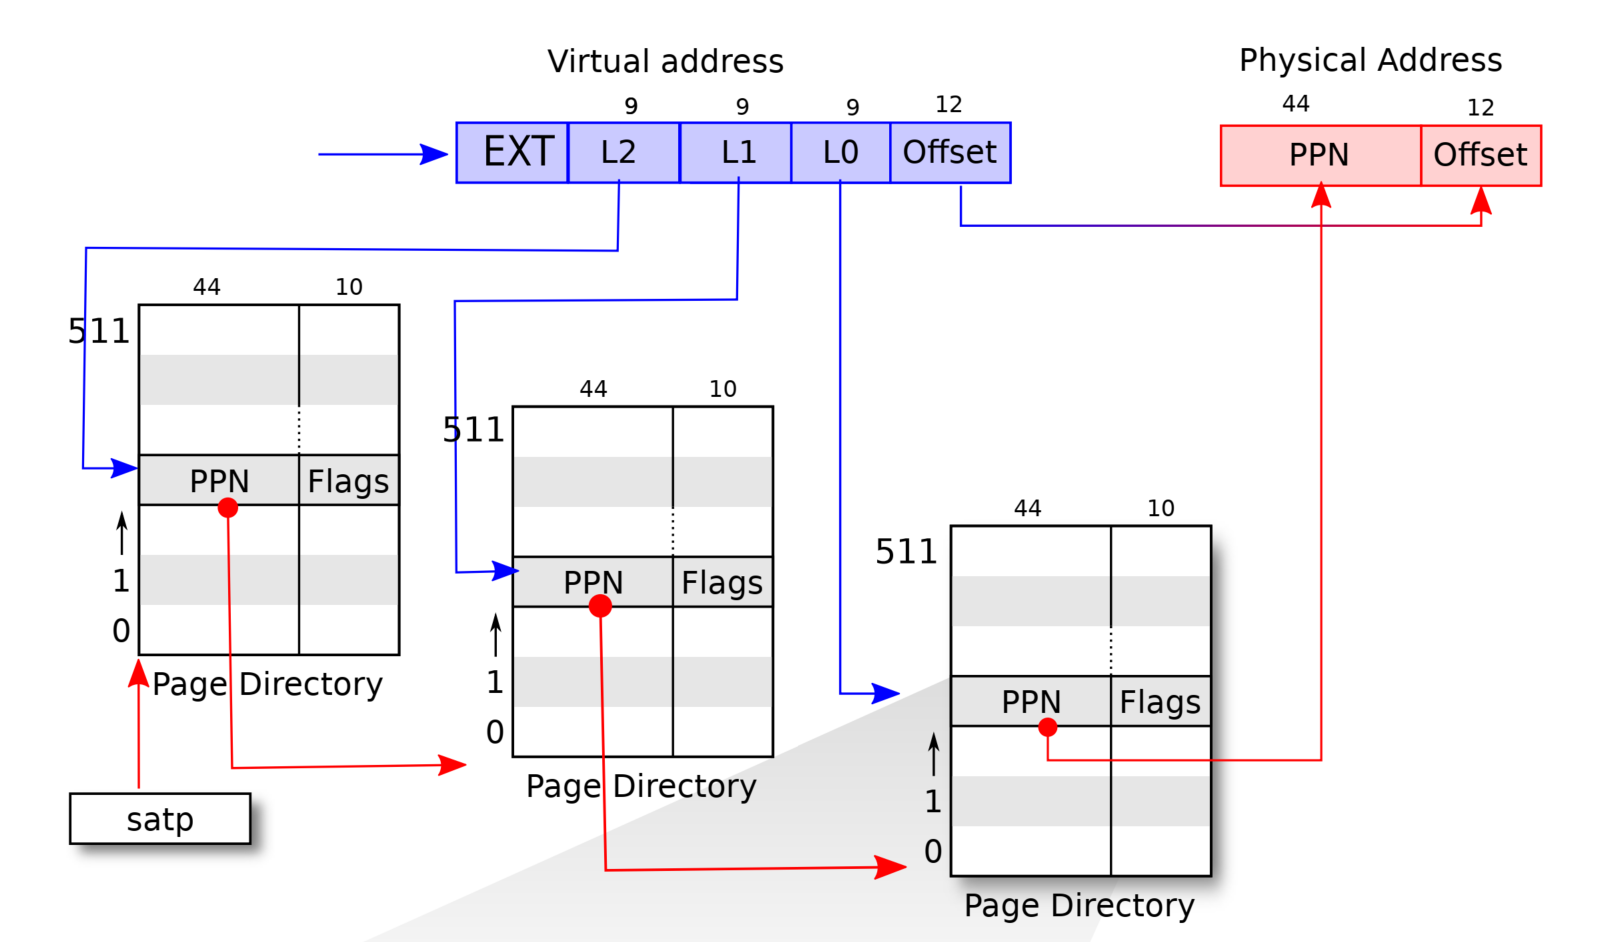 Virtual address
Physical Address
9 9 9 12
44 12
EXT L2 L1 L0 Offset
PPN Offset
44 10
511
PPN Flags
1
0
Page Directory
satp
44 10
511
PPN Flags
1
0
Page Directory
44 10
511
PPN Flags
1
0
Page Directory